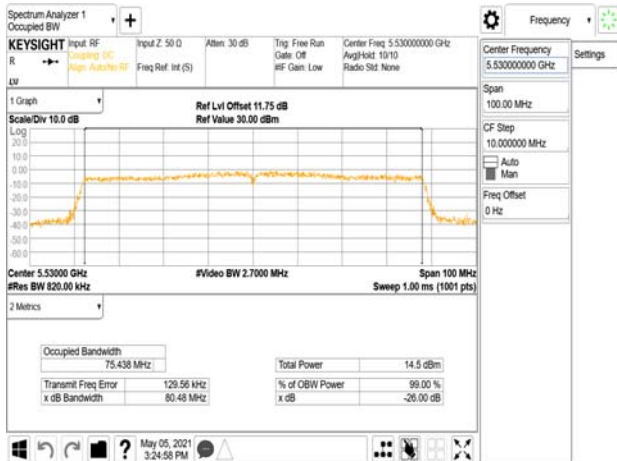 Spectrum Analyzer 1
Occupied BW
Frequency
KEYSIGHT Input: RF Input Z: 50 Ω Atten: 30 dB Trig: Free Run Center Freq: 5.530000000 GHz
R Coupling: DC Gate: Off Avg|Hold: 10/10
Align: Auto/No RF Freq Ref: Int (S) #IF Gain: Low Radio Std: None
LV
Center Frequency
5.530000000 GHz
Settings
Span
100.00 MHz
CF Step
10.000000 MHz
Auto
Man
Freq Offset
0 Hz
1 Graph
Ref Lvl Offset 11.75 dB
Scale/Div 10.0 dB Ref Value 30.00 dBm
Log
20.0
10.0
0.00
-10.0
-20.0
-30.0
-40.0
-50.0
-60.0
Center 5.53000 GHz #Video BW 2.7000 MHz Span 100 MHz
#Res BW 820.00 kHz Sweep 1.00 ms (1001 pts)
2 Metrics
Occupied Bandwidth
75.438 MHz Total Power 14.5 dBm
Transmit Freq Error 129.56 kHz % of OBW Power 99.00 %
x dB Bandwidth 80.48 MHz x dB -26.00 dB
? May 05, 2021
3:24:58 PM